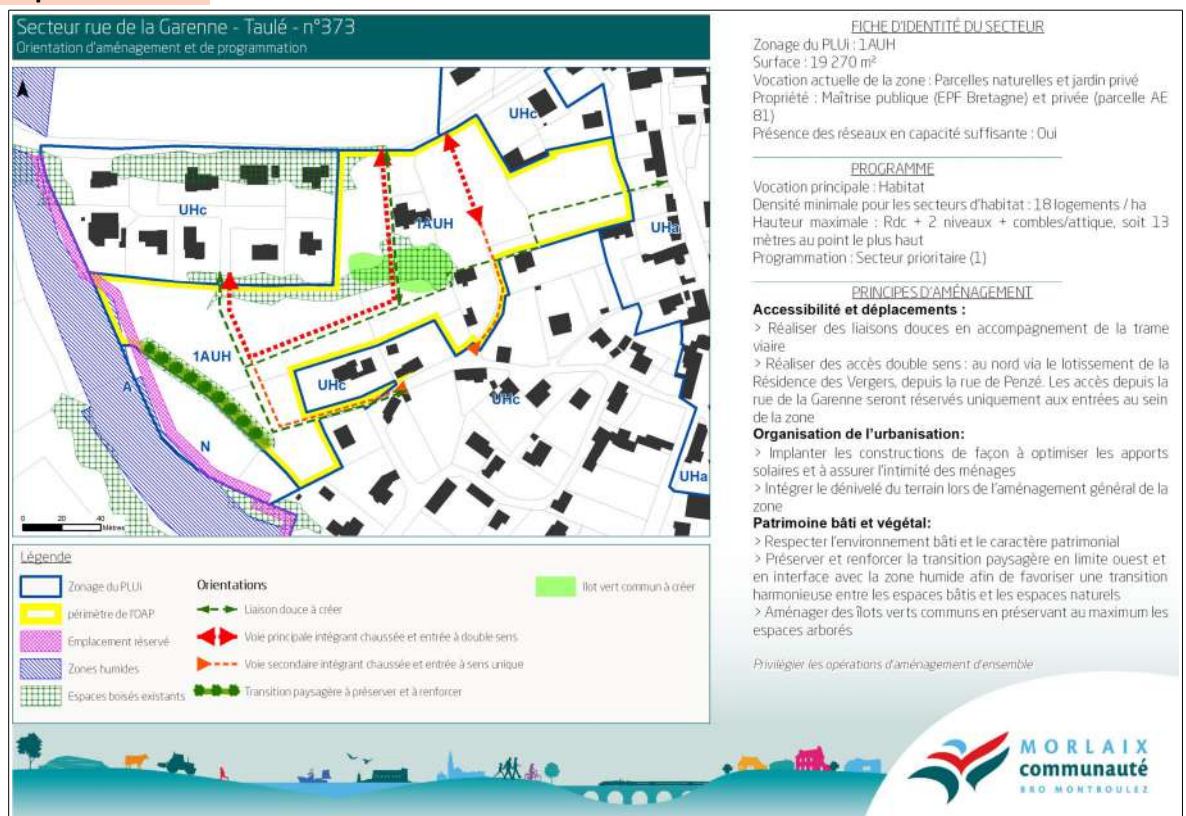 Secteur rue de la Garenne - Taulé - n°373
Orientation d'aménagement et de programmation
UHc
UHc
1AUH
UHa
1AUH
UHc
UHc
A
N
UHa
0 20 40
Mètres
Légende
Zonage du PLUi
périmètre de l'OAP
Emplacement réservé
Zones humides
Espaces boisés existants
Orientations
Liaison douce à créer
Voie principale intégrant chaussée et entrée à double sens
Voie secondaire intégrant chaussée et entrée à sens unique
Transition paysagère à préserver et à renforcer
Ilot vert commun à créer
FICHE D'IDENTITÉ DU SECTEUR
Zonage du PLUi : 1AUH
Surface : 19 270 m²
Vocation actuelle de la zone : Parcelles naturelles et jardin privé
Propriété : Maîtrise publique (EPF Bretagne) et privée (parcelle AE
81)
Présence des réseaux en capacité suffisante : Oui
PROGRAMME
Vocation principale : Habitat
Densité minimale pour les secteurs d'habitat : 18 logements / ha
Hauteur maximale : Rdc + 2 niveaux + combles/attique, soit 13
mètres au point le plus haut
Programmation : Secteur prioritaire (1)
PRINCIPES D'AMÉNAGEMENT
Accessibilité et déplacements :
> Réaliser des liaisons douces en accompagnement de la trame
viaire
> Réaliser des accès double sens : au nord via le lotissement de la
Résidence des Vergers, depuis la rue de Penzé. Les accès depuis la
rue de la Garenne seront réservés uniquement aux entrées au sein
de la zone
Organisation de l'urbanisation:
> Implanter les constructions de façon à optimiser les apports
solaires et à assurer l'intimité des ménages
> Intégrer le dénivelé du terrain lors de l'aménagement général de la
zone
Patrimoine bâti et végétal:
> Respecter l'environnement bâti et le caractère patrimonial
> Préserver et renforcer la transition paysagère en limite ouest et
en interface avec la zone humide afin de favoriser une transition
harmonieuse entre les espaces bâtis et les espaces naturels
> Aménager des îlots verts communs en préservant au maximum les
espaces arborés
Privilégier les opérations d'aménagement d'ensemble
MORLAIX
communauté
BRO MONTROULEZ